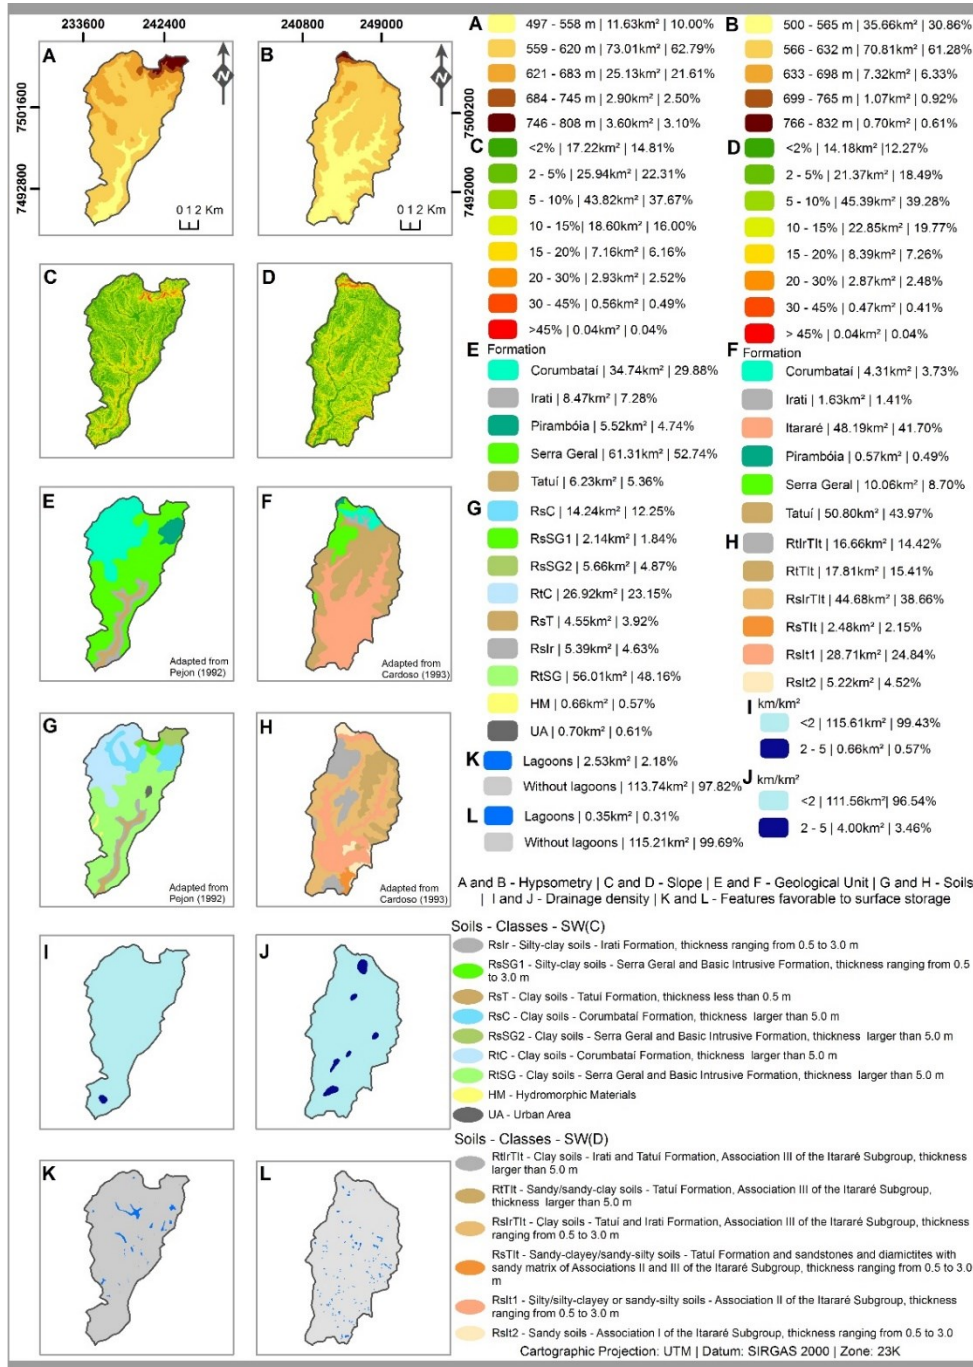 233600 242400
240800 249000
7501600
7492800
7500200
7492000
A
N
0 1 2 Km
B
N
0 1 2 Km
C
D
E
Adapted from
Pejon (1992)
F
Adapted from
Cardoso (1993)
G
Adapted from
Pojon (1992)
H
Adapted from
Cardoso (1993)
I
J
K
L
A
497 - 558 m | 11.63km² | 10.00%
559 - 620 m | 73.01km² | 62.79%
621 - 683 m | 25.13km² | 21.61%
684 - 745 m | 2.90km² | 2.50%
746 - 808 m | 3.60km² | 3.10%
B
500 - 565 m | 35.66km² | 30.86%
566 - 632 m | 70.81km² | 61.28%
633 - 698 m | 7.32km² | 6.33%
699 - 765 m | 1.07km² | 0.92%
766 - 832 m | 0.70km² | 0.61%
C
<2% | 17.22km² | 14.81%
2 - 5% | 25.94km² | 22.31%
5 - 10% | 43.82km² | 37.67%
10 - 15%| 18.60km² | 16.00%
15 - 20% | 7.16km² | 6.16%
20 - 30% | 2.93km² | 2.52%
30 - 45% | 0.56km² | 0.49%
>45% | 0.04km² | 0.04%
D
<2% | 14.18km² |12.27%
2 - 5% | 21.37km² | 18.49%
5 - 10% | 45.39km² | 39.28%
10 - 15% | 22.85km² | 19.77%
15 - 20% | 8.39km² | 7.26%
20 - 30% | 2.87km² | 2.48%
30 - 45% | 0.47km² | 0.41%
> 45% | 0.04km² | 0.04%
E Formation
Corumbataí | 34.74km² | 29.88%
Irati | 8.47km² | 7.28%
Pirambóia | 5.52km² | 4.74%
Serra Geral | 61.31km² | 52.74%
Tatuí | 6.23km² | 5.36%
F Formation
Corumbataí | 4.31km² | 3.73%
Irati | 1.63km² | 1.41%
Itararé | 48.19km² | 41.70%
Pirambóia | 0.57km² | 0.49%
Serra Geral | 10.06km² | 8.70%
Tatuí | 50.80km² | 43.97%
G
RsC | 14.24km² | 12.25%
RsSG1 | 2.14km² | 1.84%
RsSG2 | 5.66km² | 4.87%
RtC | 26.92km² | 23.15%
RsT | 4.55km² | 3.92%
RsIr | 5.39km² | 4.63%
RtSG | 56.01km² | 48.16%
HM | 0.66km² | 0.57%
UA | 0.70km² | 0.61%
H
RtIrTIt | 16.66km² | 14.42%
RtTIt | 17.81km² | 15.41%
RsIrTIt | 44.68km² | 38.66%
RsTIt | 2.48km² | 2.15%
RsIt1 | 28.71km² | 24.84%
RsIt2 | 5.22km² | 4.52%
I km/km²
<2 | 115.61km² | 99.43%
2 - 5 | 0.66km² | 0.57%
J km/km²
<2 | 111.56km²| 96.54%
2 - 5 | 4.00km² | 3.46%
K
Lagoons | 2.53km² | 2.18%
Without lagoons | 113.74km² | 97.82%
L
Lagoons | 0.35km² | 0.31%
Without lagoons | 115.21km² | 99.69%
A and B - Hypsometry | C and D - Slope | E and F - Geological Unit | G and H - Soils
| I and J - Drainage density | K and L - Features favorable to surface storage
Soils - Classes - SW(C)
RsIr - Silty-clay soils - Irati Formation, thickness ranging from 0.5 to 3.0 m
RsSG1 - Silty-clay soils - Serra Geral and Basic Intrusive Formation, thickness ranging from 0.5
to 3.0 m
RsT - Clay soils - Tatuí Formation, thickness less than 0.5 m
RsC - Clay soils - Corumbataí Formation, thickness larger than 5.0 m
RsSG2 - Clay soils - Serra Geral and Basic Intrusive Formation, thickness larger than 5.0 m
RtC - Clay soils - Corumbataí Formation, thickness larger than 5.0 m
RtSG - Clay soils - Serra Geral and Basic Intrusive Formation, thickness larger than 5.0 m
HM - Hydromorphic Materials
UA - Urban Area
Soils - Classes - SW(D)
RtIrTIt - Clay soils - Irati and Tatuí Formation, Association III of the Itararé Subgroup, thickness
larger than 5.0 m
RtTIt - Sandy/sandy-clay soils - Tatuí Formation, Association III of the Itararé Subgroup,
thickness larger than 5.0 m
RsIrTIt - Clay soils - Tatuí and Irati Formation, Association III of the Itararé Subgroup, thickness
ranging from 0.5 to 3.0 m
RsTIt - Sandy-clayey/sandy-silty soils - Tatuí Formation and sandstones and diamictites with
sandy matrix of Associations II and III of the Itararé Subgroup, thickness ranging from 0.5 to 3.0
m
RsIt1 - Silty/silty-clayey or sandy-silty soils - Association II of the Itararé Subgroup, thickness
ranging from 0.5 to 3.0 m
RsIt2 - Sandy soils - Association I of the Itararé Subgroup, thickness ranging from 0.5 to 3.0
Cartographic Projection: UTM | Datum: SIRGAS 2000 | Zone: 23K